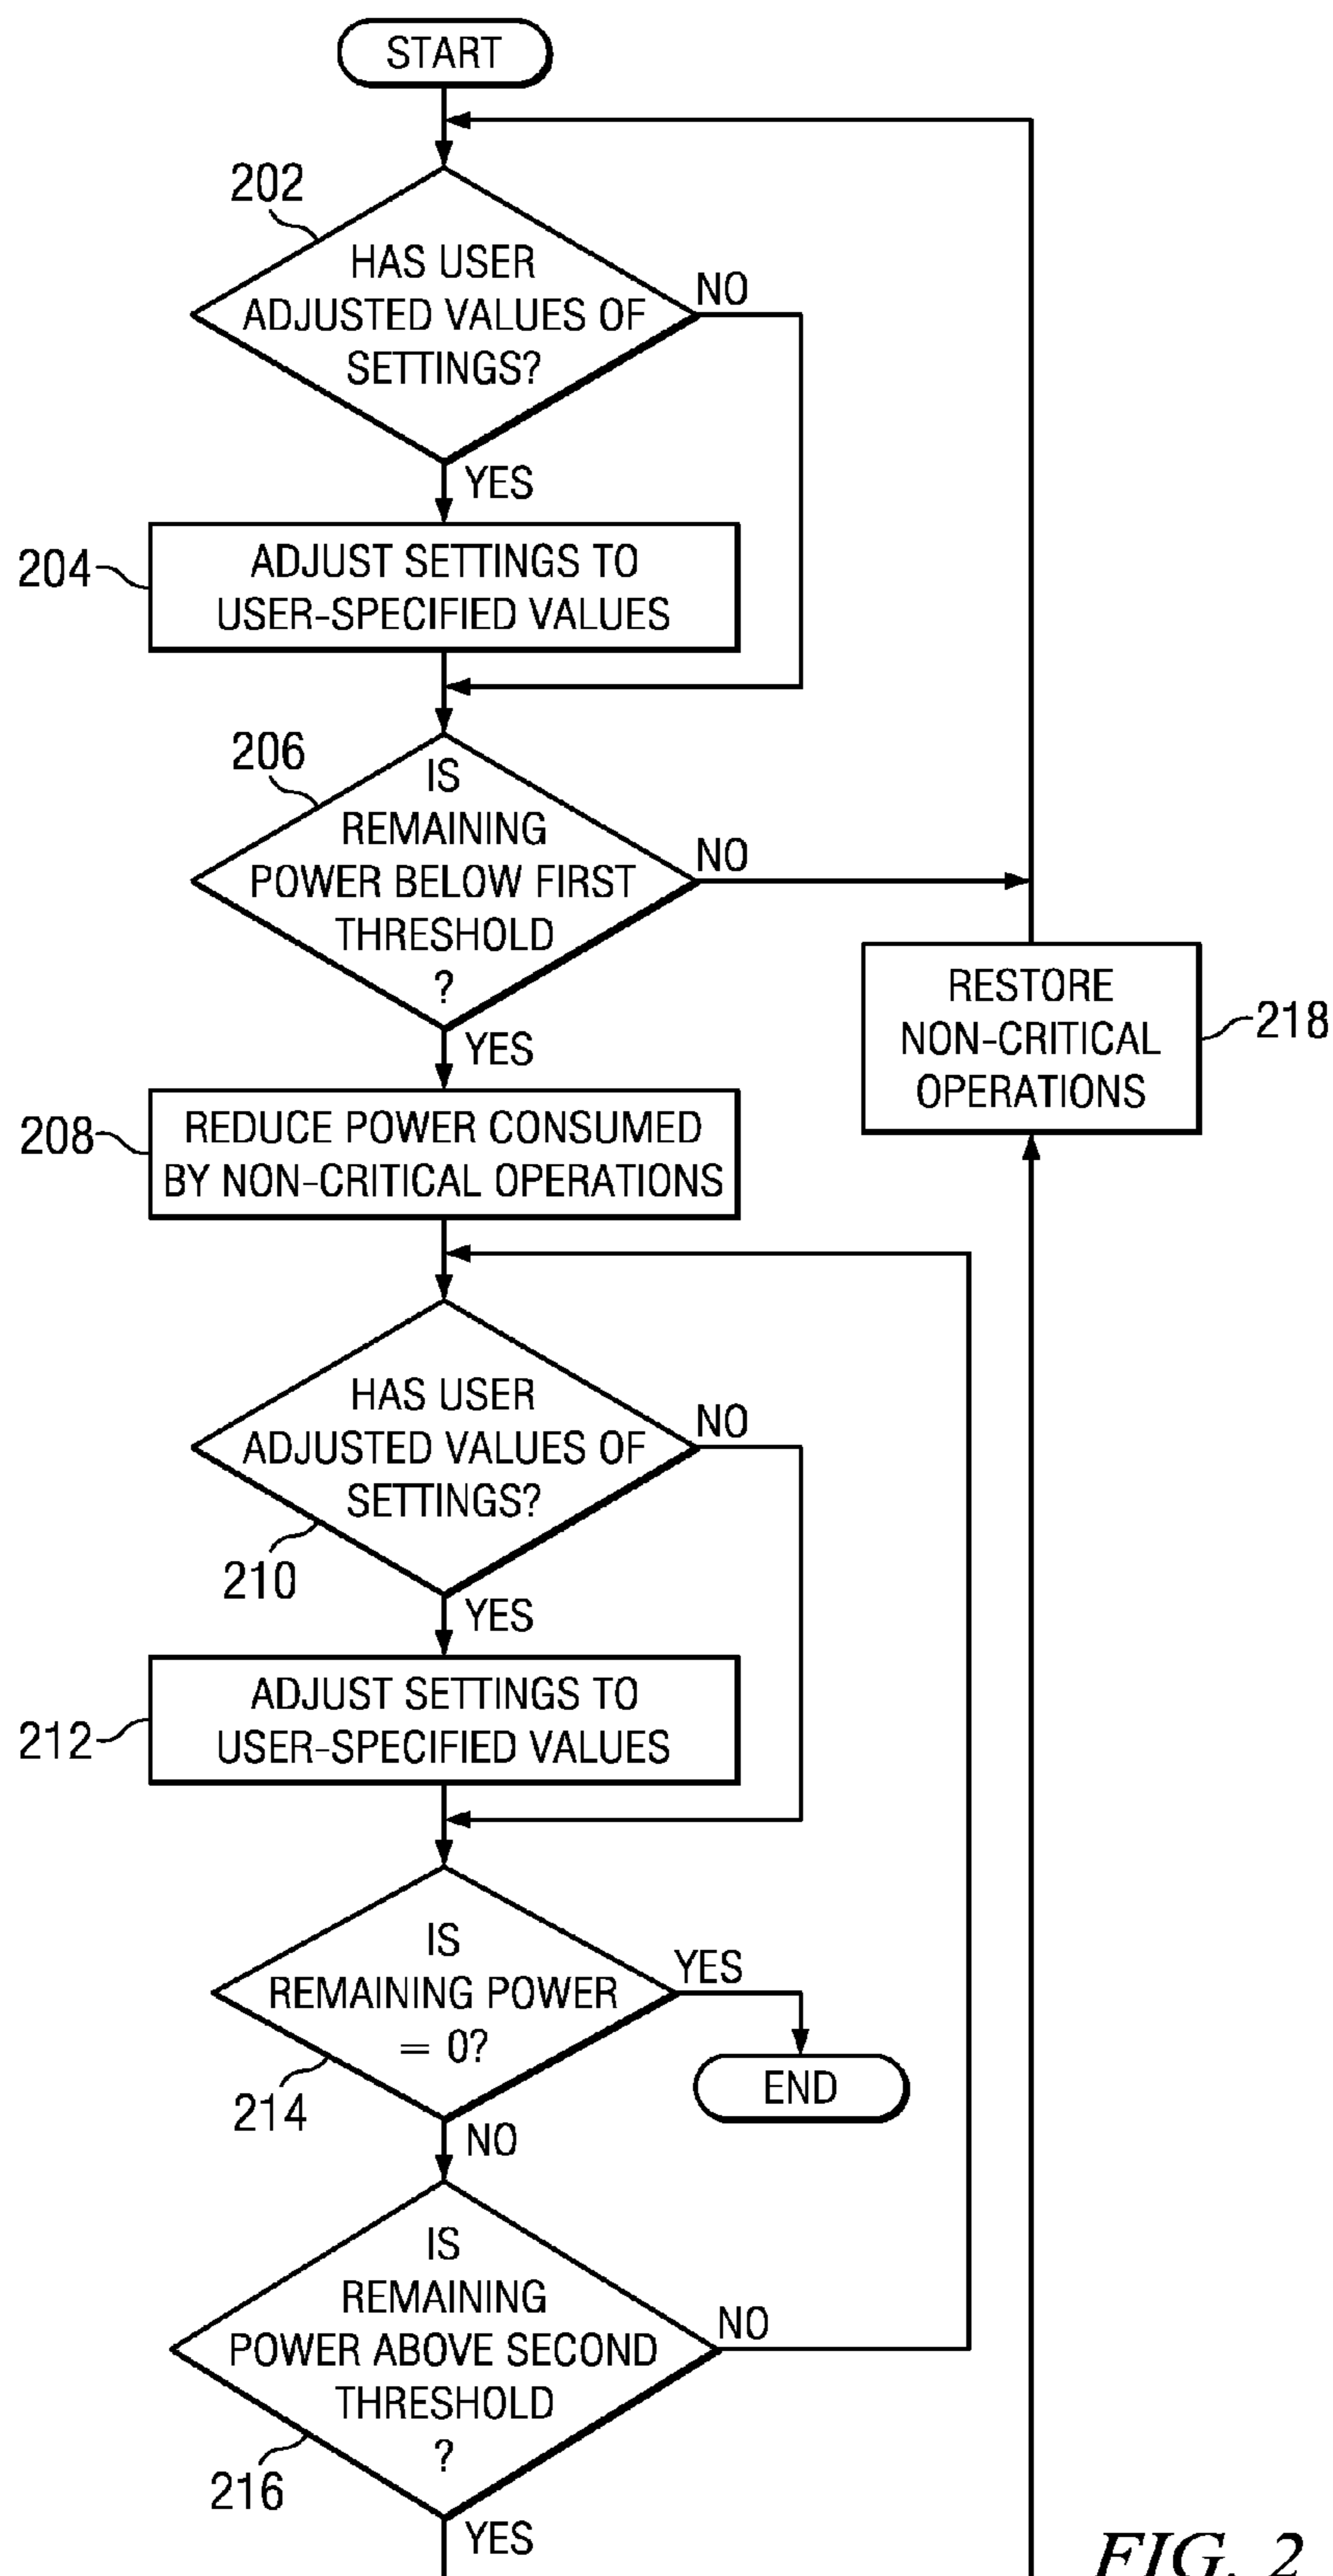 START
202
HAS USER
ADJUSTED VALUES OF
SETTINGS?
NO
YES
204
ADJUST SETTINGS TO
USER-SPECIFIED VALUES
206
IS
REMAINING
POWER BELOW FIRST
THRESHOLD
?
NO
YES
RESTORE
NON-CRITICAL
OPERATIONS
218
208
REDUCE POWER CONSUMED
BY NON-CRITICAL OPERATIONS
HAS USER
ADJUSTED VALUES OF
SETTINGS?
NO
210
YES
212
ADJUST SETTINGS TO
USER-SPECIFIED VALUES
IS
REMAINING POWER
= 0?
YES
214
END
NO
IS
REMAINING
POWER ABOVE SECOND
THRESHOLD
?
NO
216
YES
FIG. 2